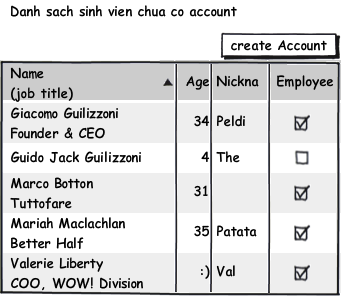 Danh sach sinh vien chua co account
create Account
Name
(job title)
Age
Nickna
Employee
Giacomo Guilizzoni
Founder & CEO
34
Peldi
Guido Jack Guilizzoni
4
The
Marco Botton
Tuttofare
31
Mariah Maclachlan
Better Half
35
Patata
Valerie Liberty
COO, WOW! Division
:)
Val